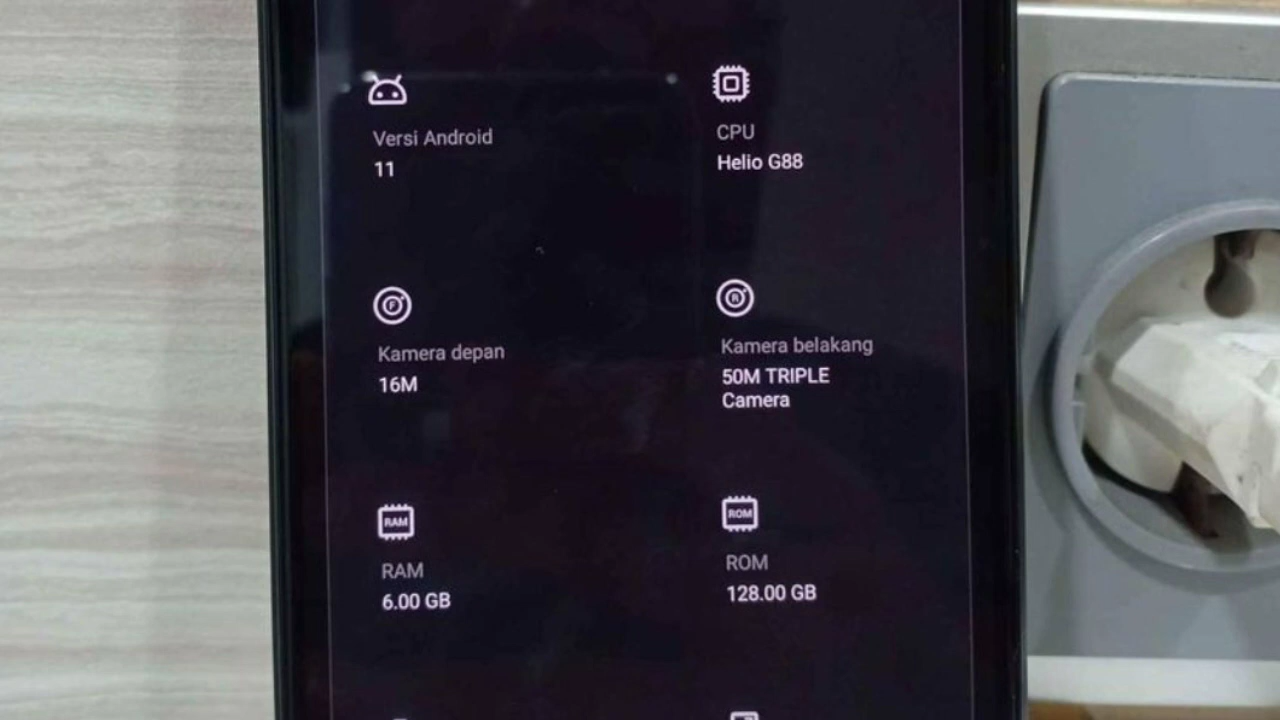 Versi Android
11
CPU
Helio G88
F
Kamera depan
16M
R
Kamera belakang
50M TRIPLE
Camera
RAM
RAM
6.00 GB
ROM
ROM
128.00 GB